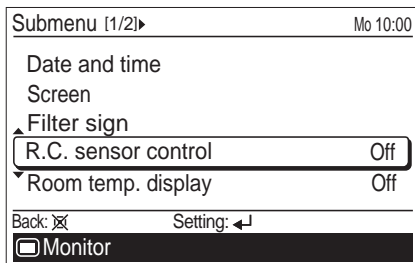 Submenu [1/2] Mo 10:00
Date and time
Screen
Filter sign
R.C. sensor control Off
Room temp. display Off
Back: Setting:
Monitor